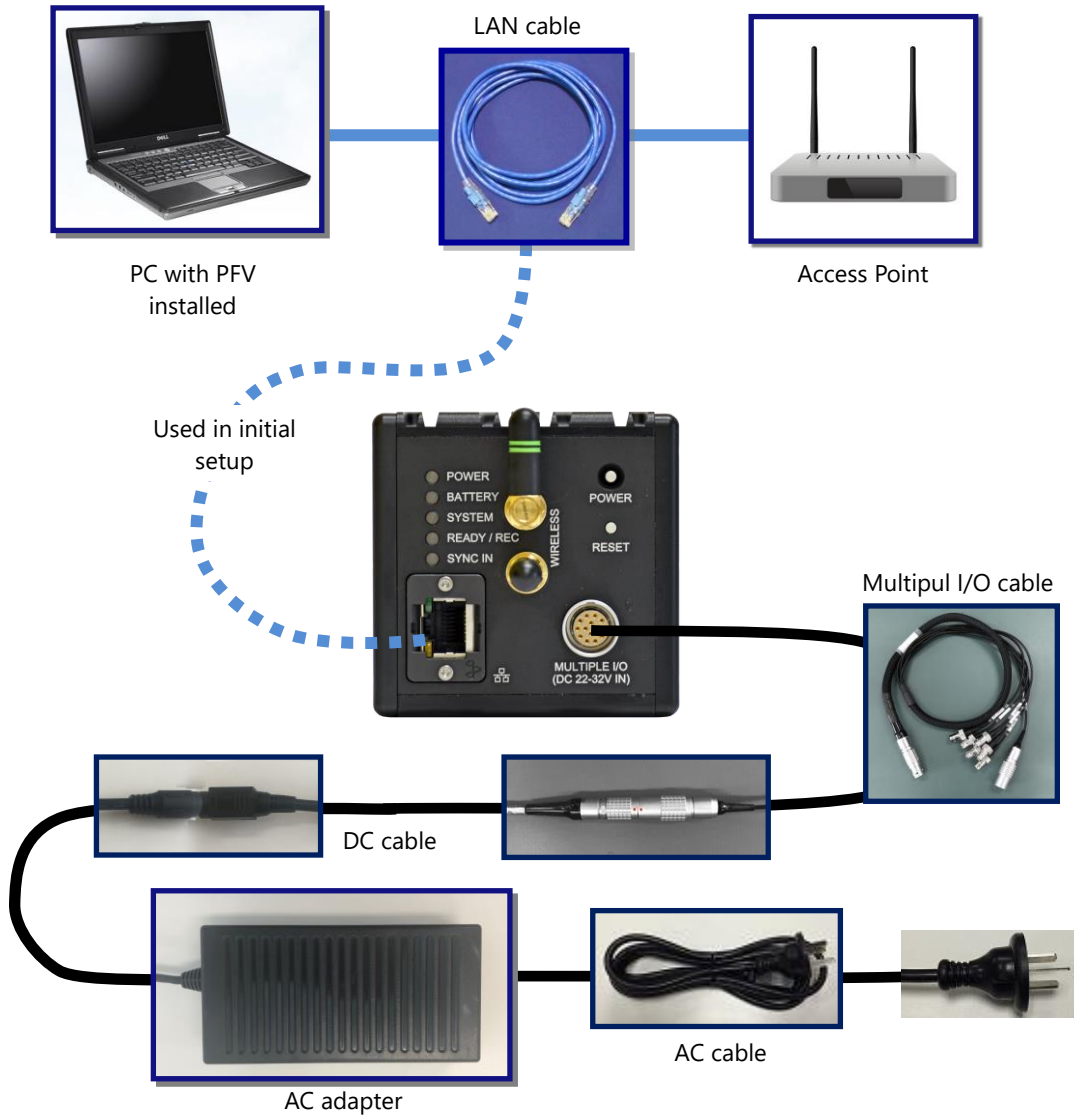 LAN cable
DELL
PC with PFV
installed
Access Point
Used in initial
setup
POWER
BATTERY
SYSTEM
READY / REC
SYNC IN
WIRELESS
POWER
RESET
MULTIPLE I/O
(DC 22-32V IN)
Multipul I/O cable
DC cable
AC cable
AC adapter